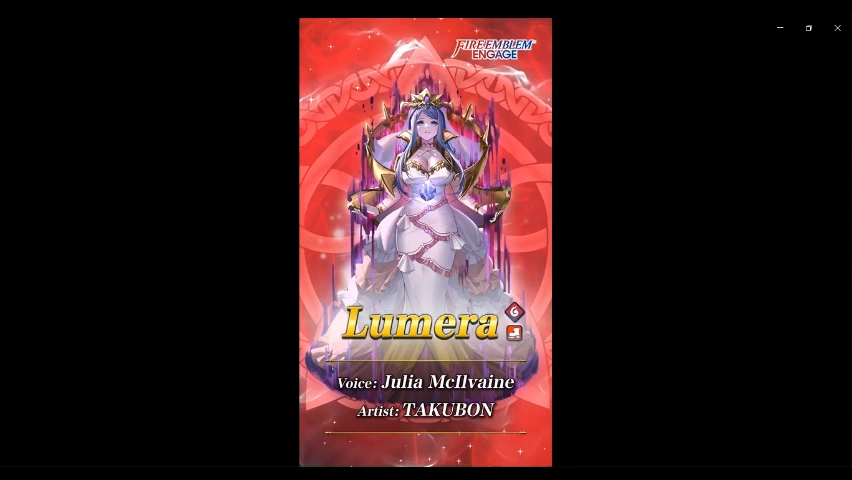 FIRE EMBLEM
ENGAGE
Lumera
Voice: Julia McIlvaine
Artist: TAKUBON